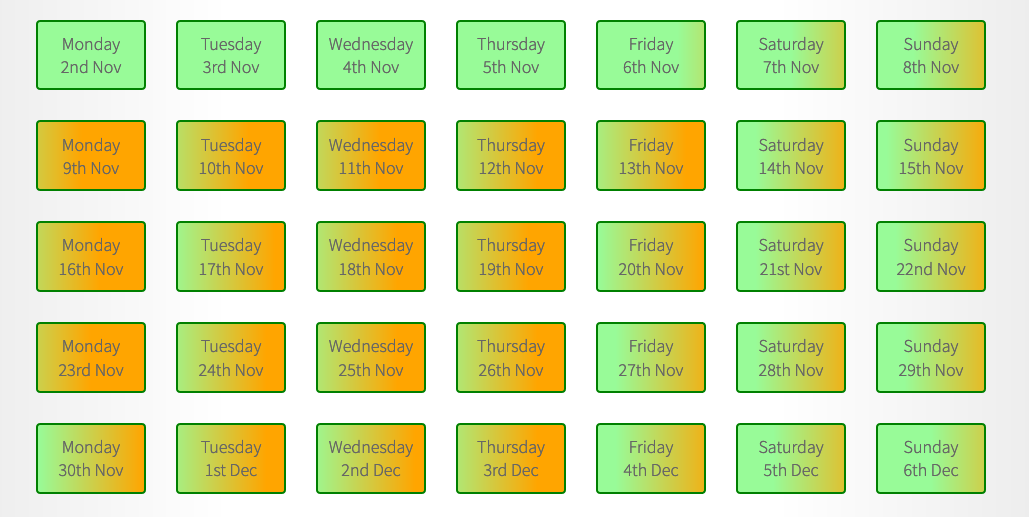 Monday
2nd Nov
Tuesday
3rd Nov
Wednesday
4th Nov
Thursday
5th Nov
Friday
6th Nov
Saturday
7th Nov
Sunday
8th Nov
Monday
9th Nov
Tuesday
10th Nov
Wednesday
11th Nov
Thursday
12th Nov
Friday
13th Nov
Saturday
14th Nov
Sunday
15th Nov
Monday
16th Nov
Tuesday
17th Nov
Wednesday
18th Nov
Thursday
19th Nov
Friday
20th Nov
Saturday
21st Nov
Sunday
22nd Nov
Monday
23rd Nov
Tuesday
24th Nov
Wednesday
25th Nov
Thursday
26th Nov
Friday
27th Nov
Saturday
28th Nov
Sunday
29th Nov
Monday
30th Nov
Tuesday
1st Dec
Wednesday
2nd Dec
Thursday
3rd Dec
Friday
4th Dec
Saturday
5th Dec
Sunday
6th Dec